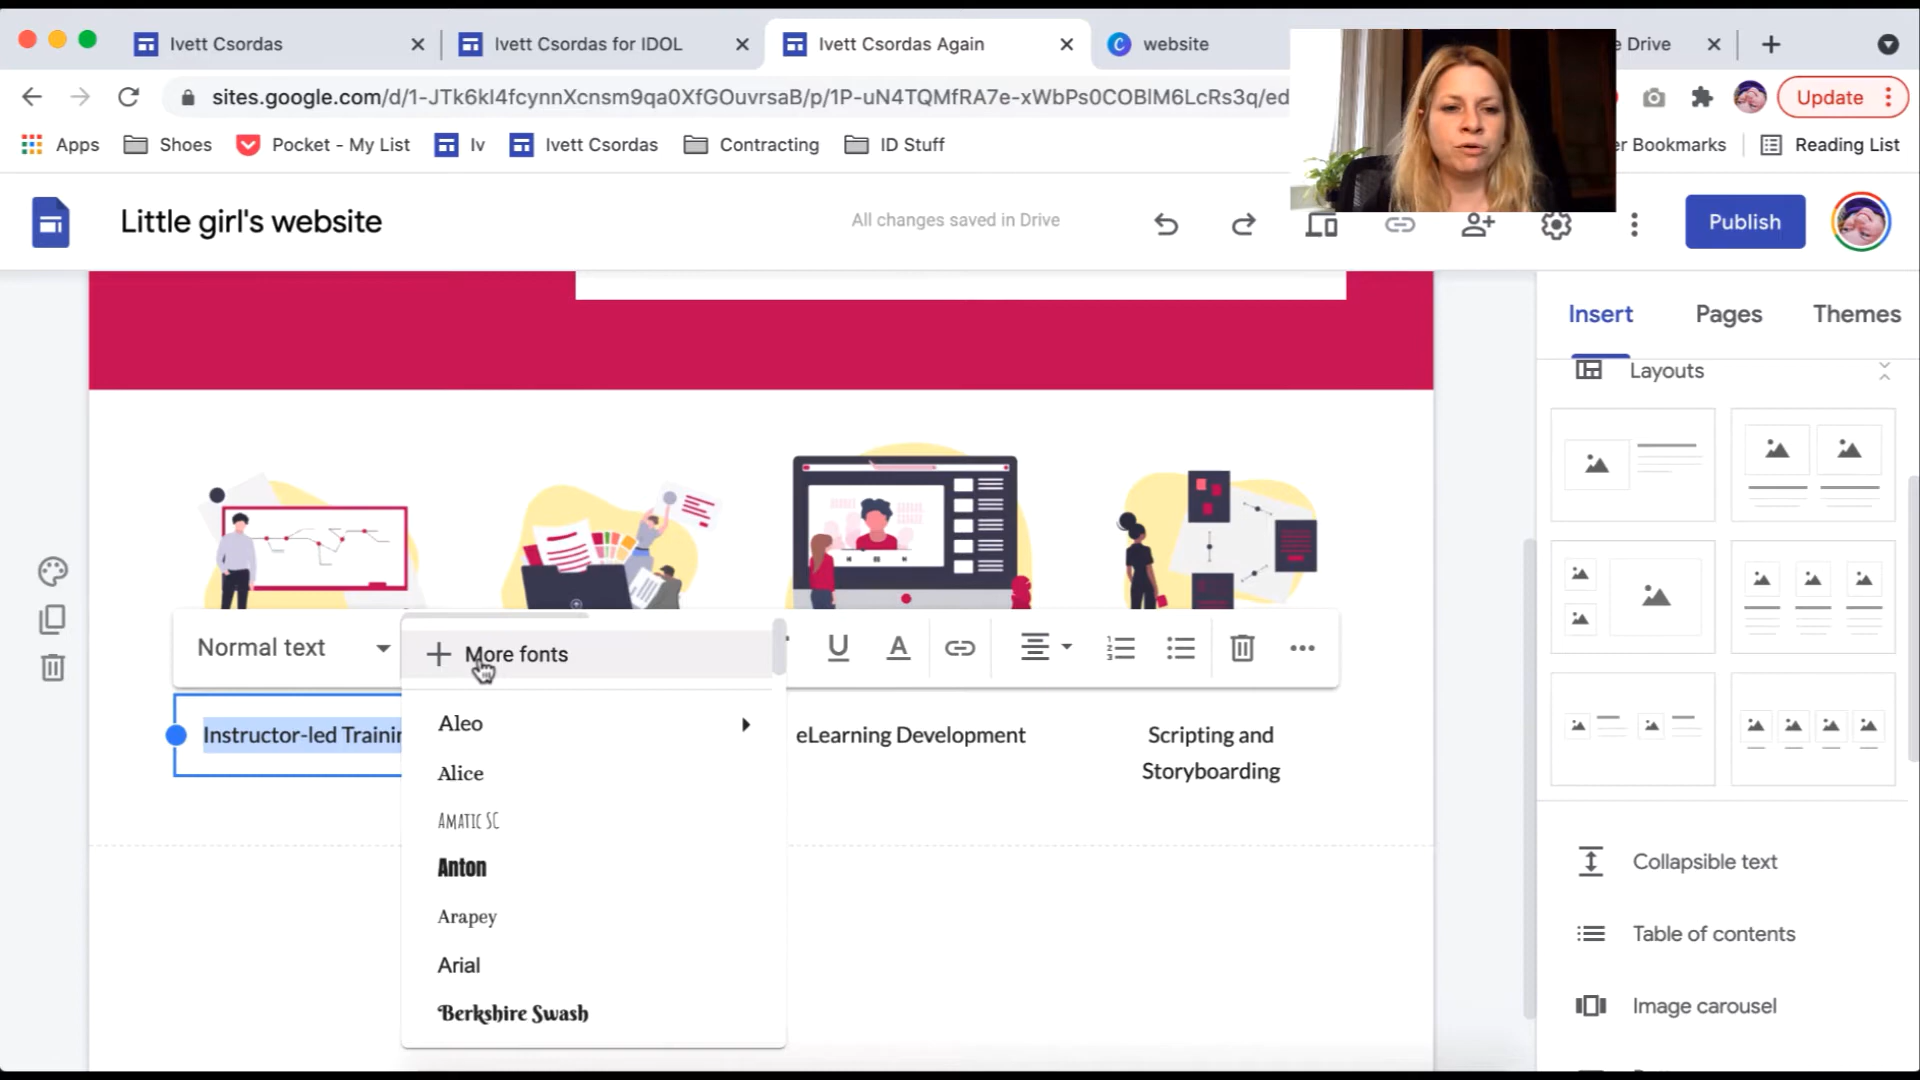 Ivett Csordas
Ivett Csordas for IDOL
Ivett Csordas Again
website
Drive
sites.google.com/d/1-JTk6kI4fcynnXcnsm9qa0XfGOuvrsaB/p/1P-uN4TQMfRA7e-xWbPs0COBlM6LcRs3q/ed
Update
Apps
Shoes
Pocket - My List
Iv
Ivett Csordas
Contracting
ID Stuff
Bookmarks
Reading List
Little girl's website
All changes saved in Drive
Publish
Insert
Pages
Themes
Layouts
Normal text
More fonts
Instructor-led
Aleo
eLearning Development
Scripting and
Storyboarding
Alice
Amatic SC
Anton
Arapey
Arial
Berkshire Swash
Collapsible text
Table of contents
Image carousel